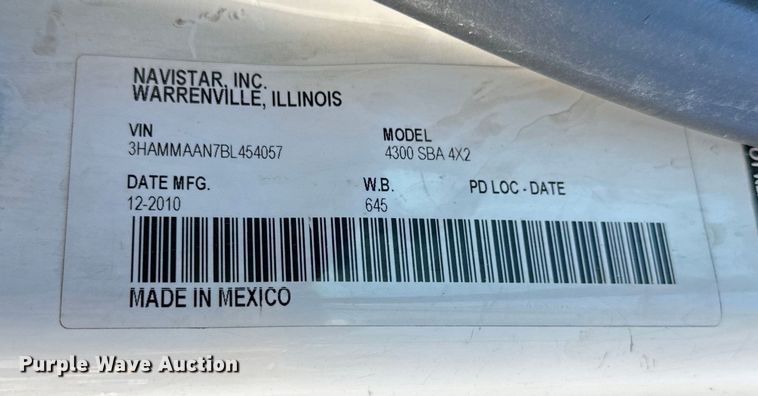 NAVISTAR, INC.
WARRENVILLE, ILLINOIS
VIN MODEL
3HAMMAAN7BL454057 4300 SBA 4X2
DATE MFG. W.B. PD LOC - DATE
12-2010 645
MADE IN MEXICO
Purple Wave Auction